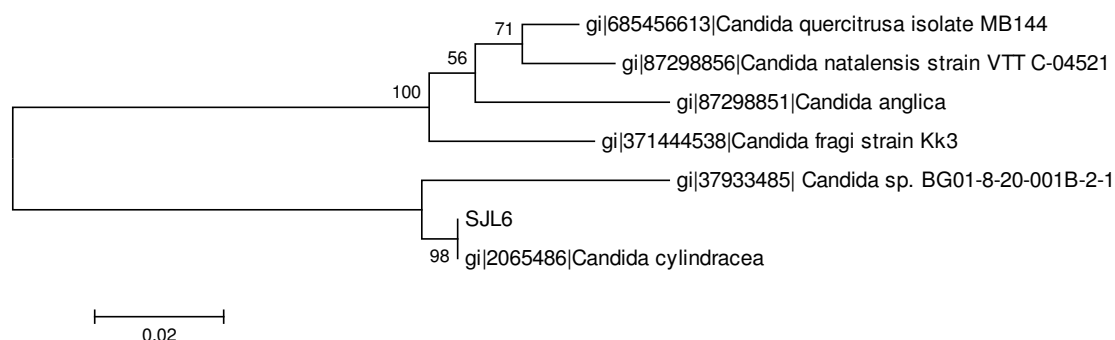 71
gi|685456613|Candida quercitrusa isolate MB144
56
gi|87298856|Candida natalensis strain VTT C-04521
100
gi|87298851|Candida anglica
gi|371444538|Candida fragi strain Kk3
gi|37933485| Candida sp. BG01-8-20-001B-2-1
SJL6
98
gi|2065486|Candida cylindracea
0.02